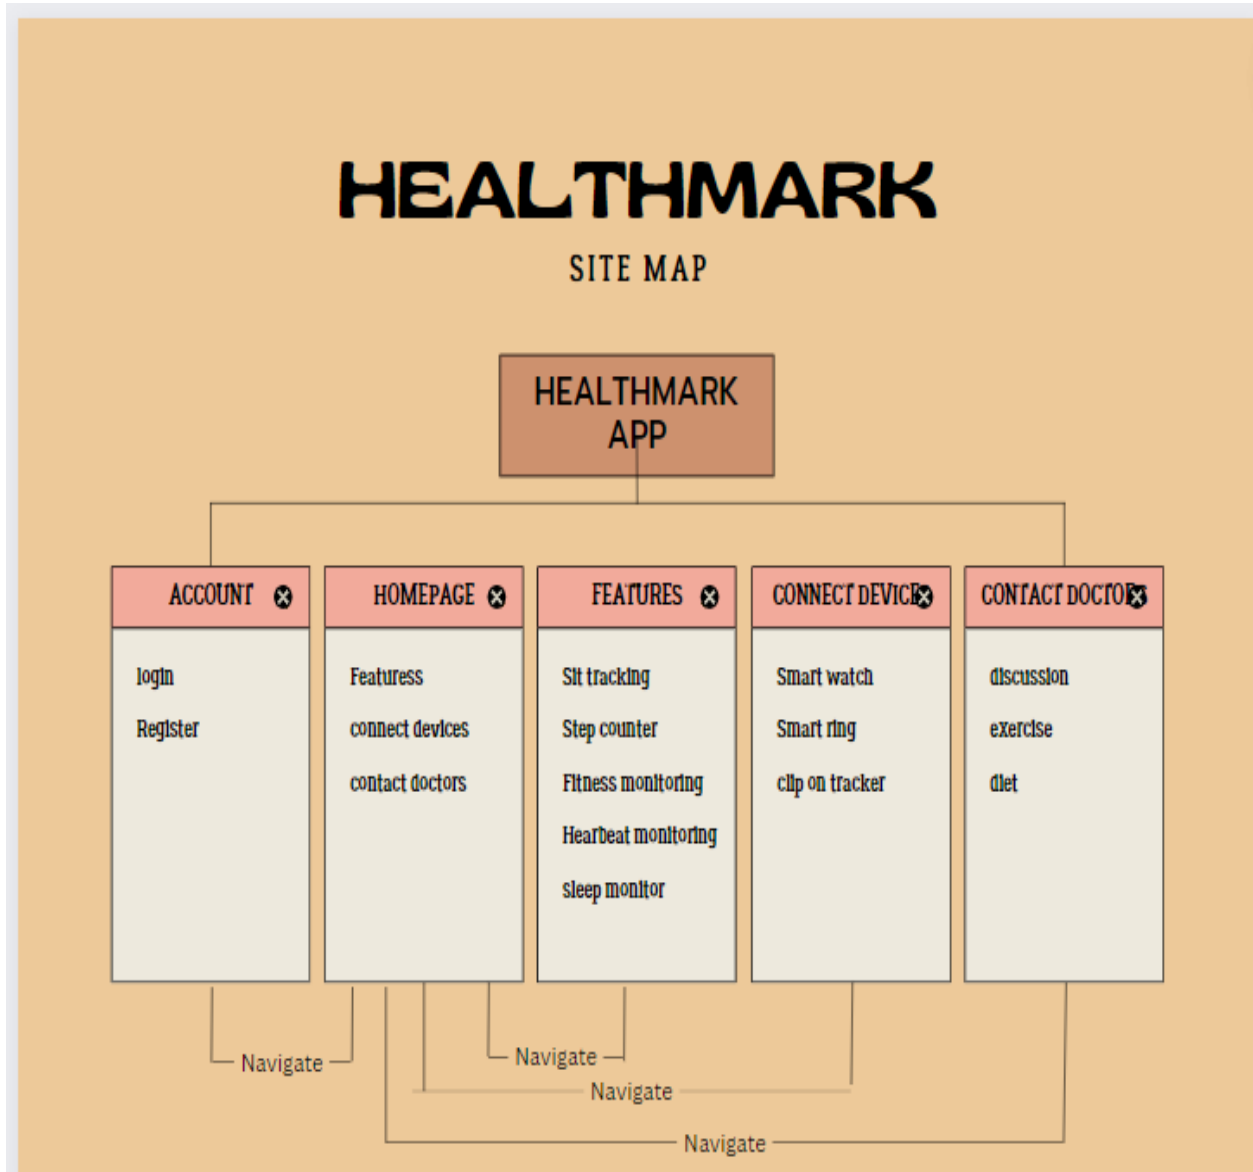 HEALTHMARK
SITE MAP
HEALTHMARK
APP
ACCOUNT
login
Register
HOMEPAGE
Featuress
connect devices
contact doctors
FEATURES
Sit tracking
Step counter
Fitness monitoring
Hearbeat monitoring
sleep monitor
CONNECT DEVICES
Smart watch
Smart ring
clip on tracker
CONTACT DOCTORS
discussion
exercise
diet
Navigate
Navigate
Navigate
Navigate